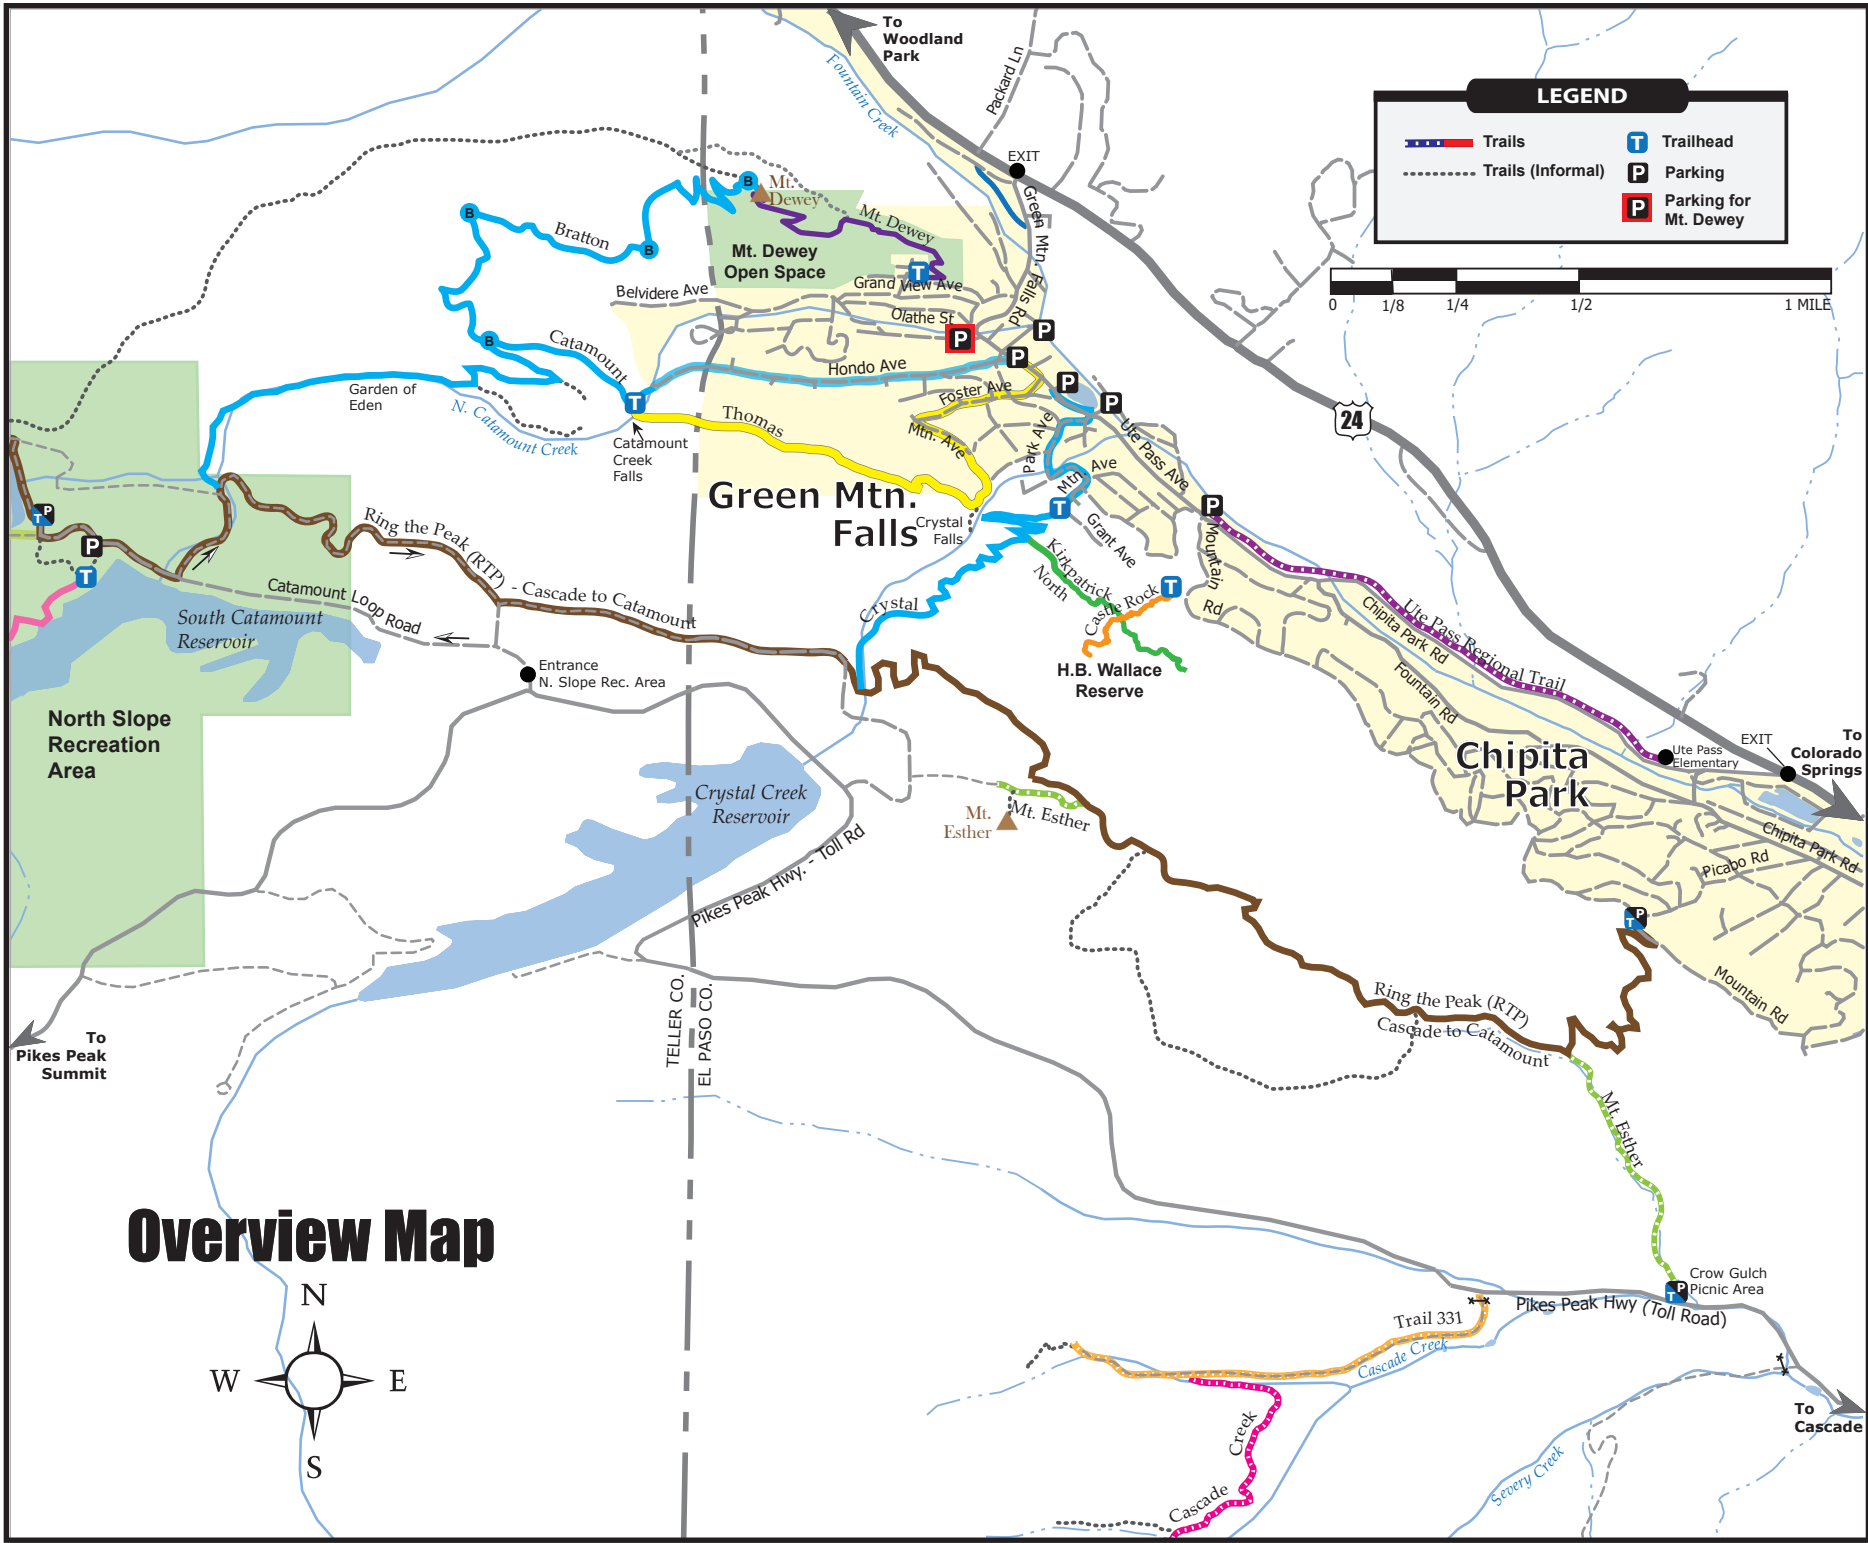 To
Woodland
Park
Fountain Creek
Packard Ln
EXIT
Green Mtn. Falls Rd
LEGEND
Trails
Trails (Informal)
T
Trailhead
P
Parking
P
Parking for
Mt. Dewey
0
1/8
1/4
1/2
1 MILE
B
Mt.
Dewey
B
Bratton
B
Mt. Dewey
Mt. Dewey
Open Space
T
Grand View Ave
Belvidere Ave
Olathe St
P
P
B
Catamount
Hondo Ave
P
P
P
Foster Ave
Garden of
Eden
N. Catamount Creek
T
Thomas
Mtn. Ave
Park Ave
Ute Pass Ave
24
Catamount
Creek
Falls
Mtn. Ave
Green Mtn.
Falls
Crystal
Falls
T
Grant Ave
P
Mountain
Rd
T P
P
T
Ring the Peak (RTP) - Cascade to Catamount
Catamount Loop Road
South Catamount
Reservoir
Crystal
Kirkpatrick
North
Castle Rock
T
H.B. Wallace
Reserve
Ute Pass Regional Trail
Chipita Park Rd
Fountain Rd
Entrance
N. Slope Rec. Area
North Slope
Recreation
Area
Chipita
Park
Ute Pass
Elementary
EXIT
To
Colorado
Springs
Crystal Creek
Reservoir
Mt.
Esther
Mt. Esther
Pikes Peak Hwy. - Toll Rd
Chipita Park Rd
Picabo Rd
T P
Mountain Rd
Ring the Peak (RTP)
Cascade to Catamount
TELLER CO.
EL PASO CO.
To
Pikes Peak
Summit
Mt. Esther
Overview Map
N
W
E
S
Crow Gulch
Picnic Area
T P
Pikes Peak Hwy (Toll Road)
Trail 331
Cascade Creek
To
Cascade
Cascade Creek
Severy Creek